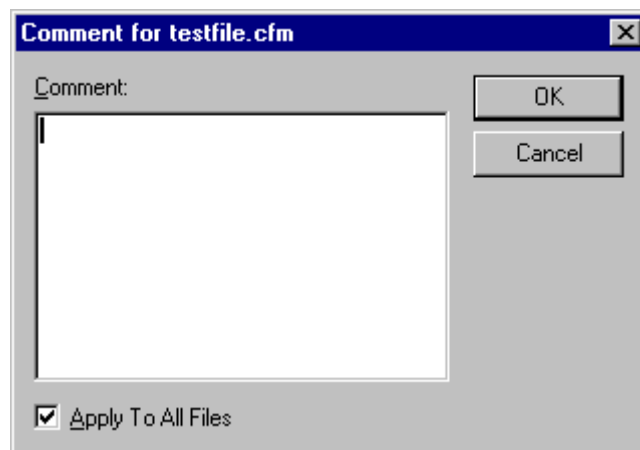 Comment for testfile.cfm
Comment:
OK
Cancel
Apply To All Files